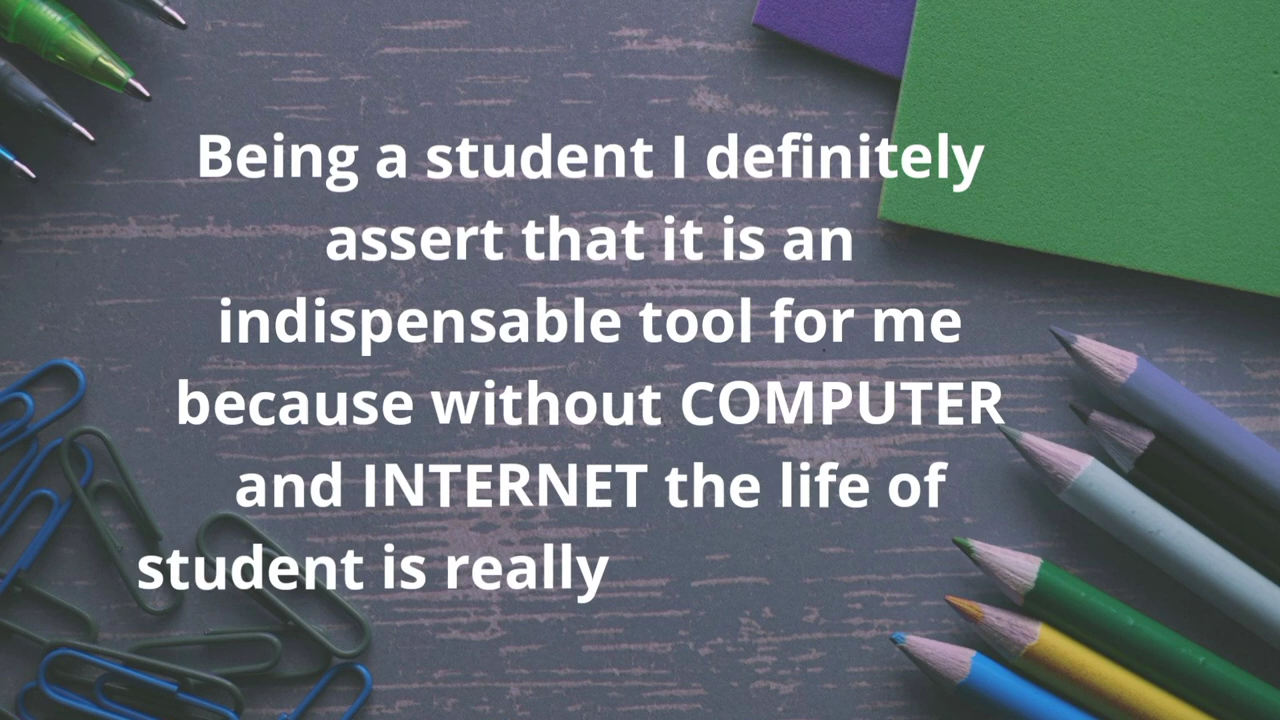 Being a student I definitely
assert that it is an
indispensable tool for me
because without COMPUTER
and INTERNET the life of
student is really